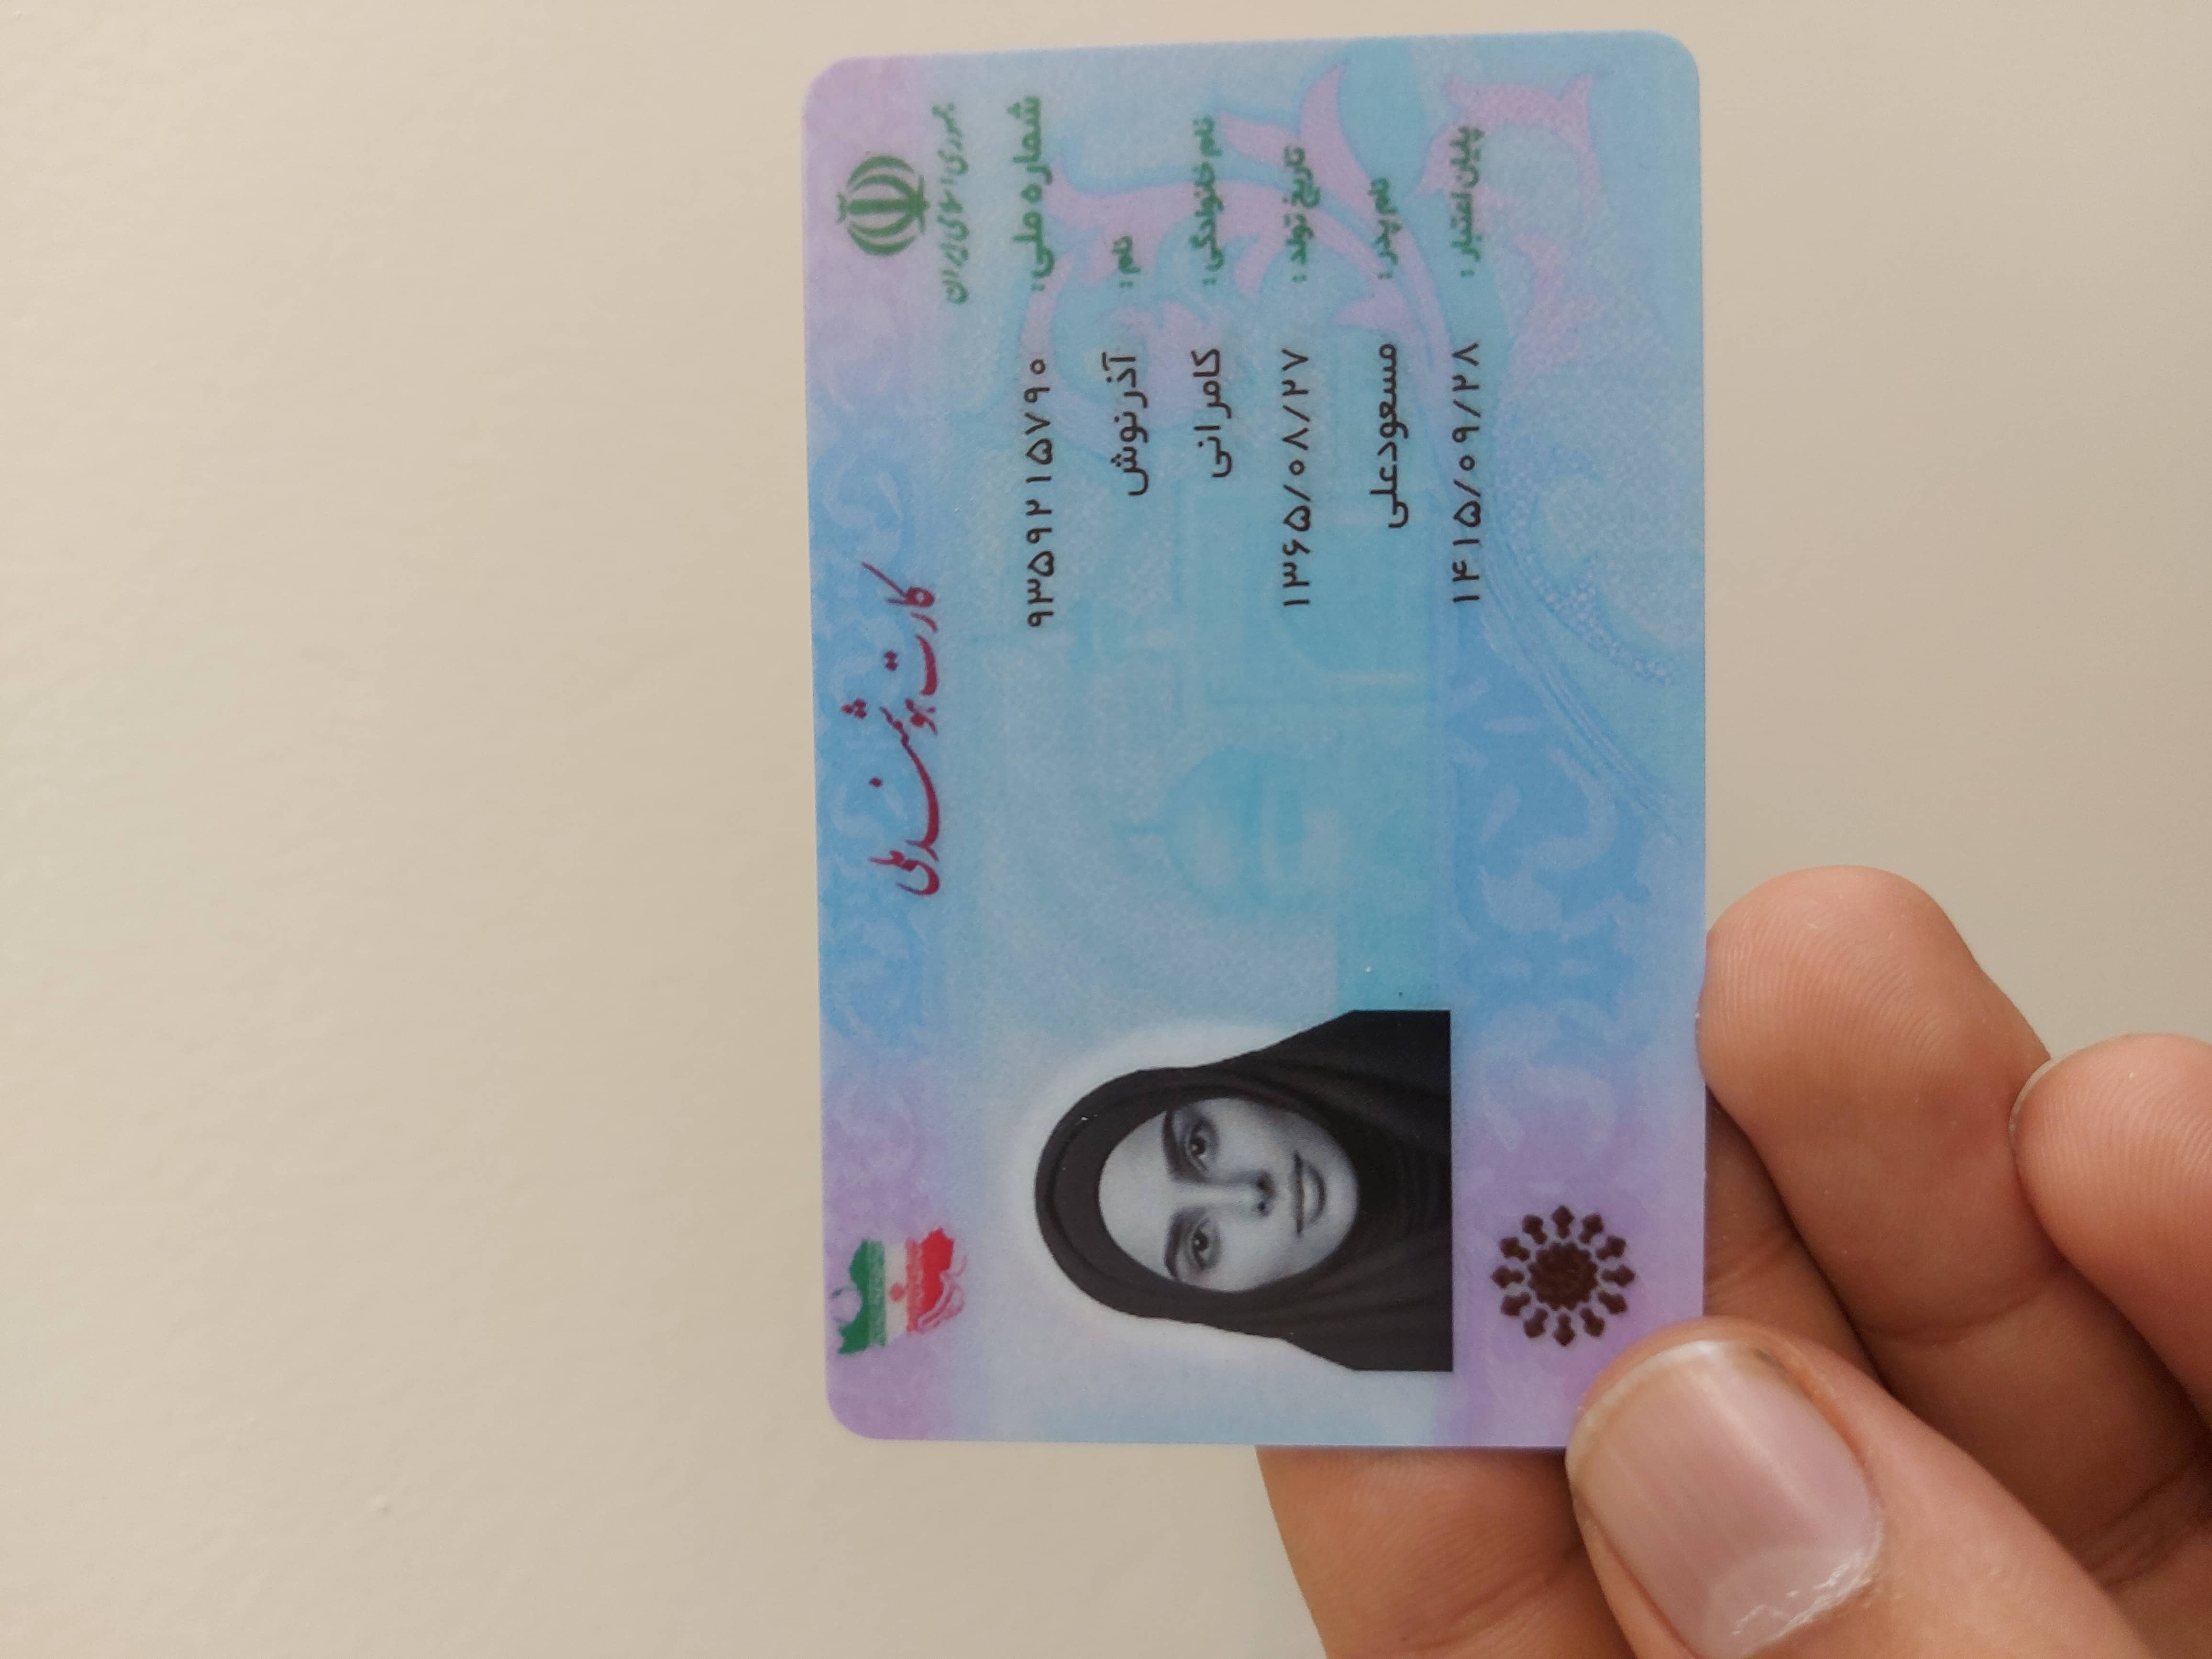 جمهوری اسلامی ایران
کارت هوشمند ملی
شماره ملی: ۹۳۵۹۲۱۵۷۹۰
نام: آذرنوش
نام خانوادگی: کامرانی
تاریخ تولد: ۱۳۶۵/۰۸/۲۷
نام پدر: مسعودعلی
پایان اعتبار: ۱۴۱۵/۰۹/۲۸